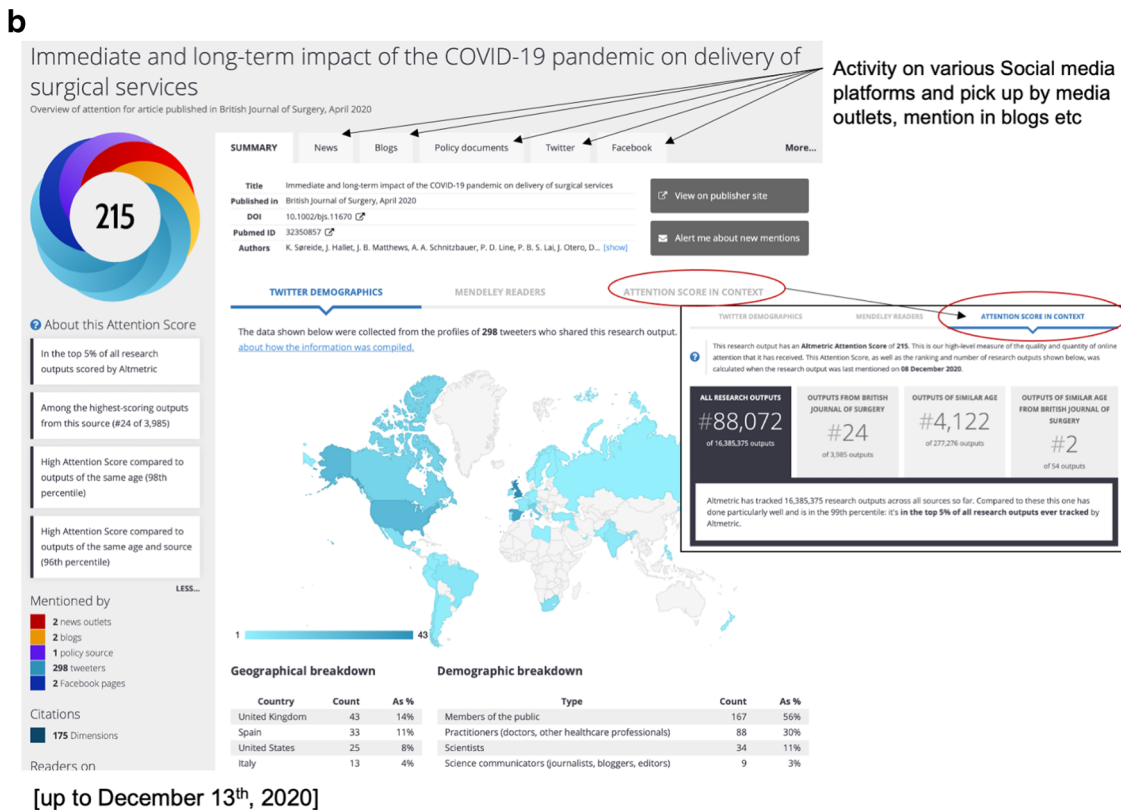 b
Immediate and long-term impact of the COVID-19 pandemic on delivery of
surgical services
Overview of attention for article published in British Journal of Surgery, April 2020
Activity on various Social media
platforms and pick up by media
outlets, mention in blogs etc
215
SUMMARY News Blogs Policy documents Twitter Facebook More...
Title Immediate and long-term impact of the COVID-19 pandemic on delivery of surgical services
Published in British Journal of Surgery, April 2020
DOI 10.1002/bjs.11670
Pubmed ID 32350857
Authors K. Søreide, J. Hallet, J. B. Matthews, A. A. Schnitzbauer, P. D. Line, P. B. S. Lai, J. Otero, D... [show]
View on publisher site
Alert me about new mentions
TWITTER DEMOGRAPHICS MENDELEY READERS ATTENTION SCORE IN CONTEXT
The data shown below were collected from the profiles of 298 tweeters who shared this research output.
about how the information was compiled.
? About this Attention Score
In the top 5% of all research
outputs scored by Altmetric
Among the highest-scoring outputs
from this source (#24 of 3,985)
High Attention Score compared to
outputs of the same age (98th
percentile)
High Attention Score compared to
outputs of the same age and source
(96th percentile)
LESS...
Mentioned by
2 news outlets
2 blogs
1 policy source
298 tweeters
2 Facebook pages
Citations
175 Dimensions
Readers on
TWITTER DEMOGRAPHICS MENDELEY READERS ATTENTION SCORE IN CONTEXT
?
This research output has an Altmetric Attention Score of 215. This is our high-level measure of the quality and quantity of online
attention that it has received. This Attention Score, as well as the ranking and number of research outputs shown below, was
calculated when the research output was last mentioned on 08 December 2020.
ALL RESEARCH OUTPUTS
#88,072
of 16,385,375 outputs
OUTPUTS FROM BRITISH
JOURNAL OF SURGERY
#24
of 3,985 outputs
OUTPUTS OF SIMILAR AGE
#4,122
of 277,276 outputs
OUTPUTS OF SIMILAR AGE
FROM BRITISH JOURNAL OF
SURGERY
#2
of 54 outputs
Altmetric has tracked 16,385,375 research outputs across all sources so far. Compared to these this one has
done particularly well and is in the 99th percentile: it's in the top 5% of all research outputs ever tracked by
Altmetric.
1 43
Geographical breakdown
Country Count As %
United Kingdom 43 14%
Spain 33 11%
United States 25 8%
Italy 13 4%
Demographic breakdown
Type Count As %
Members of the public 167 56%
Practitioners (doctors, other healthcare professionals) 88 30%
Scientists 34 11%
Science communicators (journalists, bloggers, editors) 9 3%
[up to December 13th, 2020]